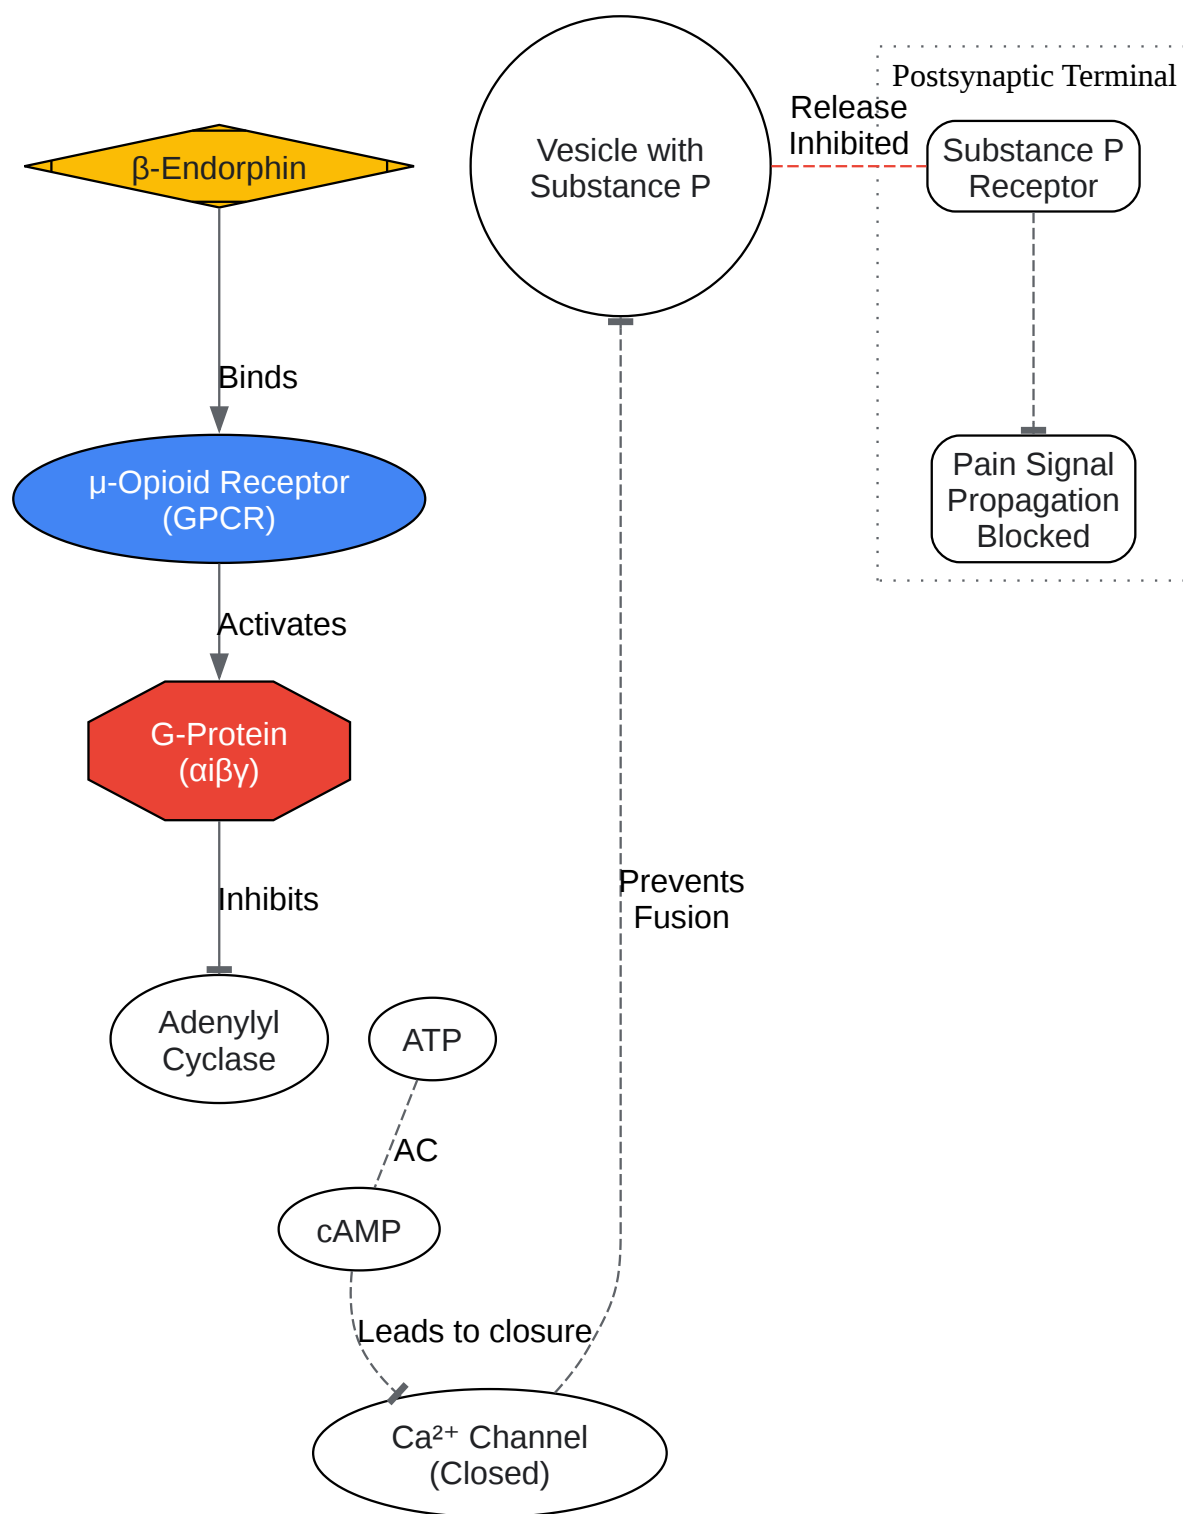 Postsynaptic Terminal
β-Endorphin
Vesicle with
Substance P
Release
Inhibited
Substance P
Receptor
Binds
μ-Opioid Receptor
(GPCR)
Pain Signal
Propagation
Blocked
Activates
G-Protein
(αiβγ)
Inhibits
Prevents
Fusion
Adenylyl
Cyclase
ATP
AC
cAMP
Leads to closure
Ca²⁺ Channel
(Closed)